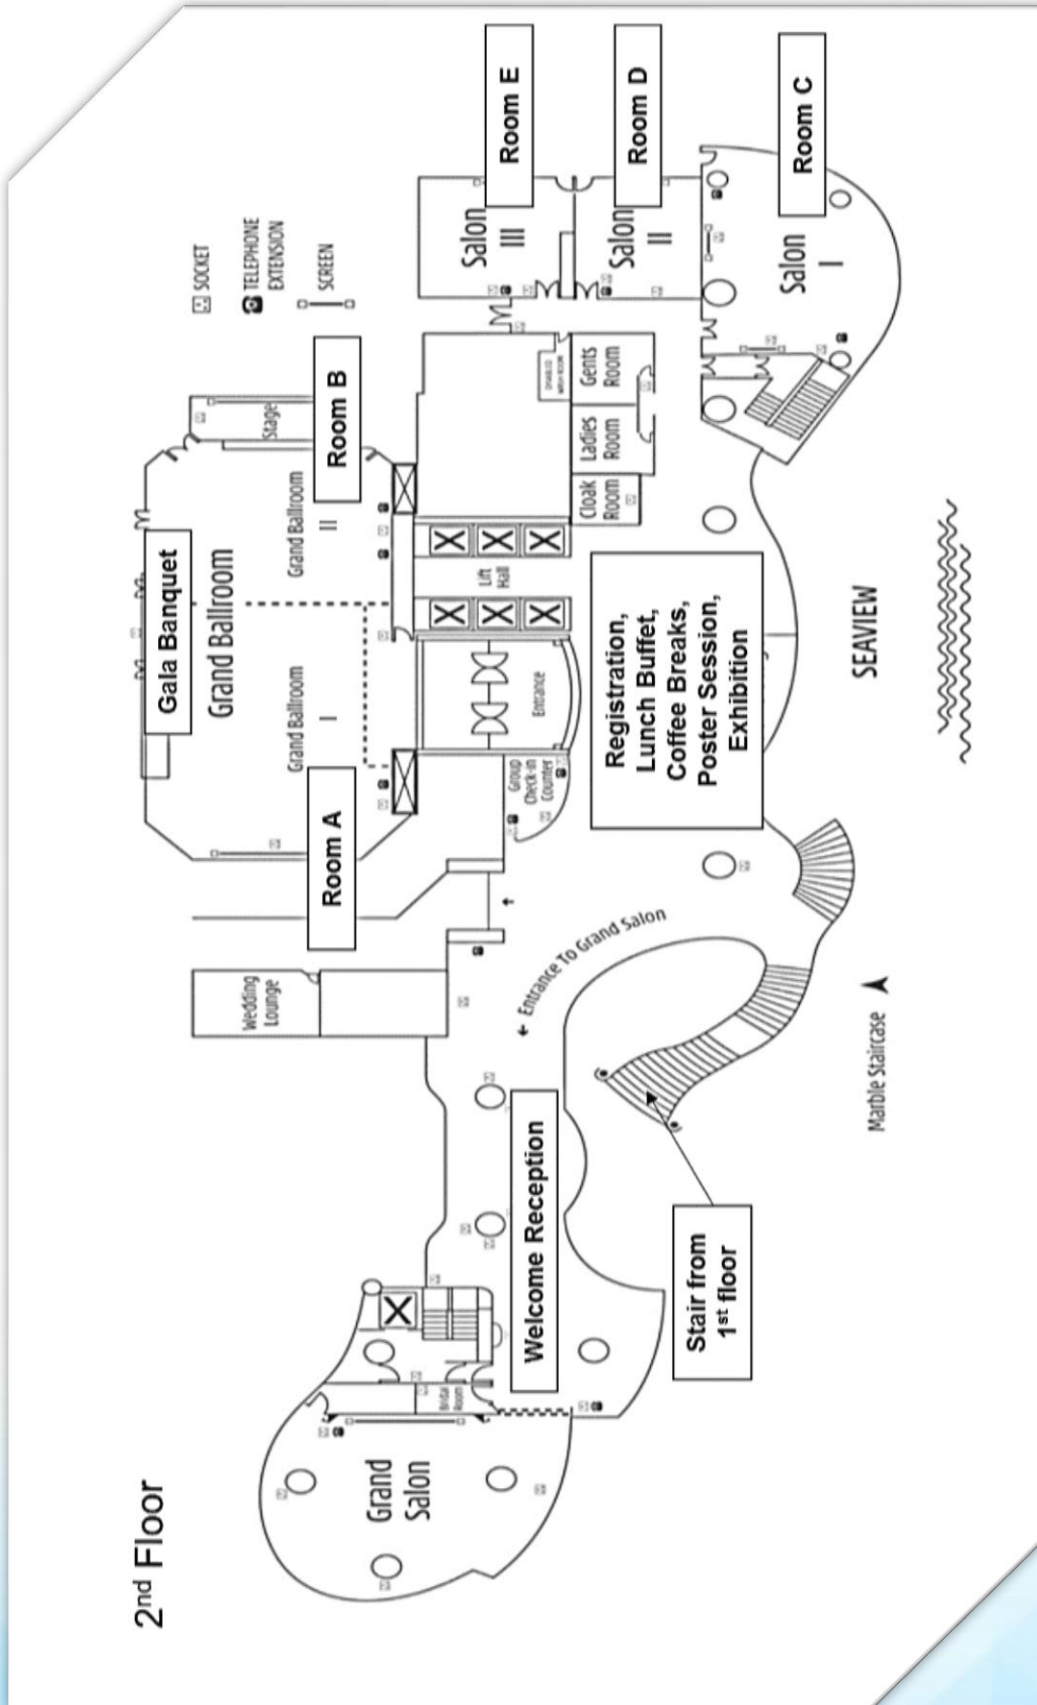 2nd Floor
SOCKET
TELEPHONE
EXTENSION
SCREEN
Gala Banquet
Grand Ballroom
Grand Ballroom
I
Grand Ballroom
II
Stage
Room A
Room B
Room E
Salon
III
Room D
Salon
II
Room C
Salon
I
Wedding
Lounge
Group
Check-in
Counter
Entrance
Lift
Hall
Cloak
Room
Ladies
Room
Gents
Room
Registration,
Lunch Buffet,
Coffee Breaks,
Poster Session,
Exhibition
Entrance To Grand Salon
Welcome Reception
Grand
Salon
Bridal
Room
Stair from
1st floor
Marble Staircase
SEAVIEW